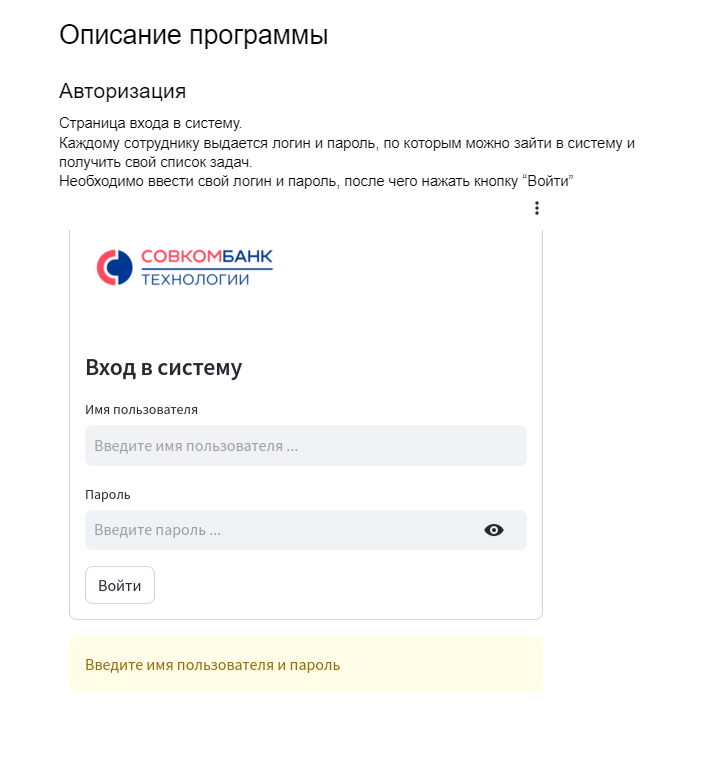 Описание программы
Авторизация
Страница входа в систему.
Каждому сотруднику выдается логин и пароль, по которым можно зайти в систему и
получить свой список задач.
Необходимо ввести свой логин и пароль, после чего нажать кнопку “Войти”
СОВКОМБАНК
ТЕХНОЛОГИИ
Вход в систему
Имя пользователя
Введите имя пользователя ...
Пароль
Введите пароль ...
Войти
Введите имя пользователя и пароль